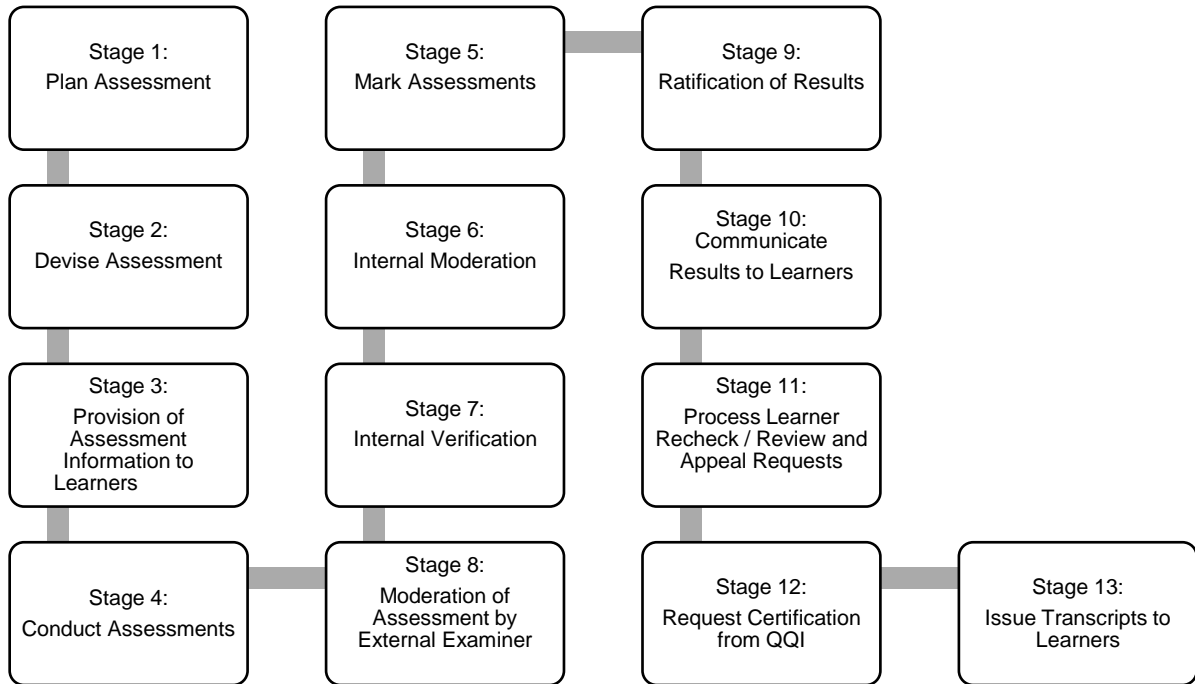 Stage 1:
Plan Assessment
Stage 2:
Devise Assessment
Stage 3:
Provision of
Assessment
Information to
Learners
Stage 4:
Conduct Assessments
Stage 5:
Mark Assessments
Stage 6:
Internal Moderation
Stage 7:
Internal Verification
Stage 8:
Moderation of
Assessment by
External Examiner
Stage 9:
Ratification of Results
Stage 10:
Communicate
Results to Learners
Stage 11:
Process Learner
Recheck / Review and
Appeal Requests
Stage 12:
Request Certification
from QQI
Stage 13:
Issue Transcripts to
Learners